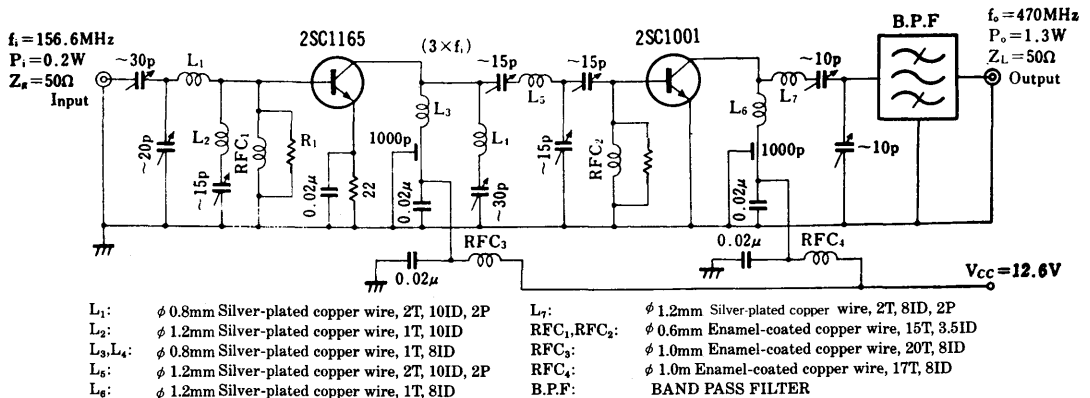 fᵢ=156.6MHz
Pᵢ=0.2W
Z_g=50Ω
Input
~30p
L₁
~20p
L₂
~15p
RFC₁
R₁
2SC1165
0.02μ
22
(3×fᵢ)
L₃
1000p
0.02μ
L₁
~30p
~15p
L₅
~15p
~15p
RFC₂
2SC1001
L₆
1000p
0.02μ
L₇
~10p
~10p
B.P.F
fₒ=470MHz
Pₒ=1.3W
Z_L=50Ω
Output
0.02μ
RFC₃
0.02μ
RFC₄
Vcc=12.6V
L₁: φ0.8mm Silver-plated copper wire, 2T, 10ID, 2P
L₂: φ1.2mm Silver-plated copper wire, 1T, 10ID
L₃,L₄: φ0.8mm Silver-plated copper wire, 1T, 8ID
L₅: φ1.2mm Silver-plated copper wire, 2T, 10ID, 2P
L₆: φ1.2mm Silver-plated copper wire, 1T, 8ID
L₇: φ1.2mm Silver-plated copper wire, 2T, 8ID, 2P
RFC₁,RFC₂: φ0.6mm Enamel-coated copper wire, 15T, 3.5ID
RFC₃: φ1.0mm Enamel-coated copper wire, 20T, 8ID
RFC₄: φ1.0m Enamel-coated copper wire, 17T, 8ID
B.P.F: BAND PASS FILTER